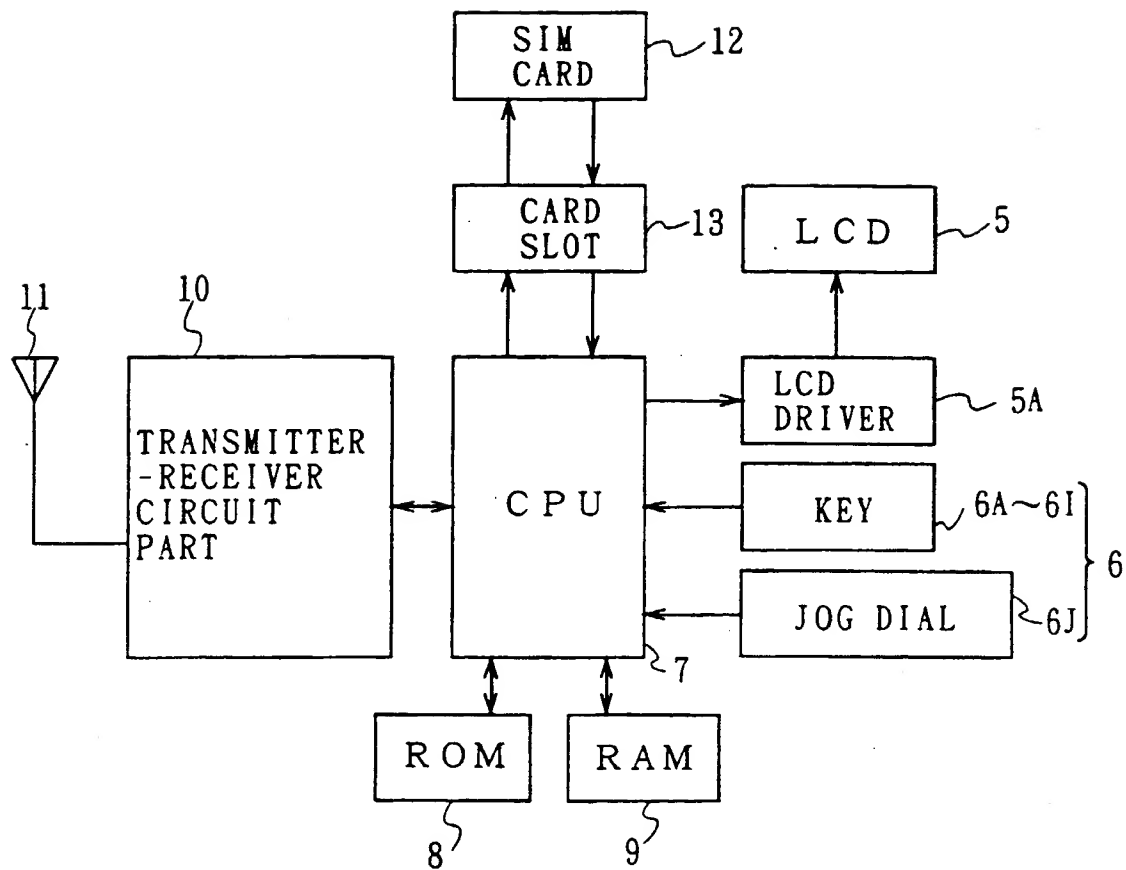 SIM
CARD
12
CARD
SLOT
13
LCD
5
11
10
TRANSMITTER
-RECEIVER
CIRCUIT
PART
CPU
7
LCD
DRIVER
5A
KEY
6A~6I
JOG DIAL
6J
6
ROM
8
RAM
9